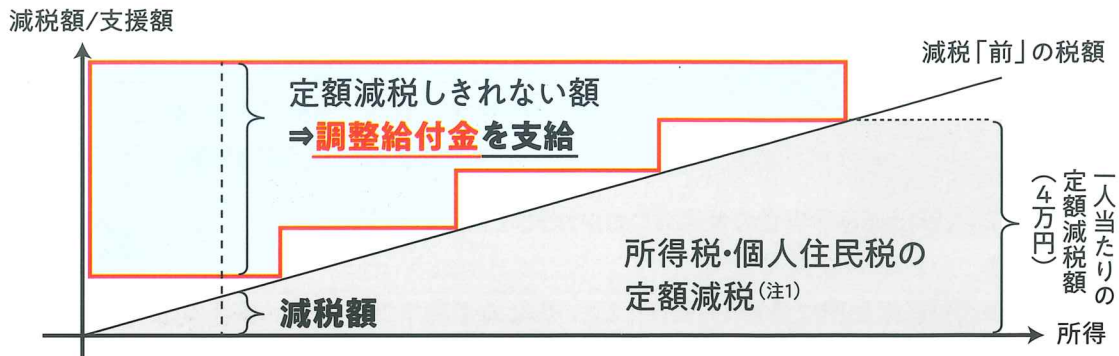 減税額/支援額
減税「前」の税額
定額減税しきれない額
⇒調整給付金を支給
一人当たりの
定額減税額
(4万円)
所得税・個人住民税の
定額減税(注1)
減税額
所得